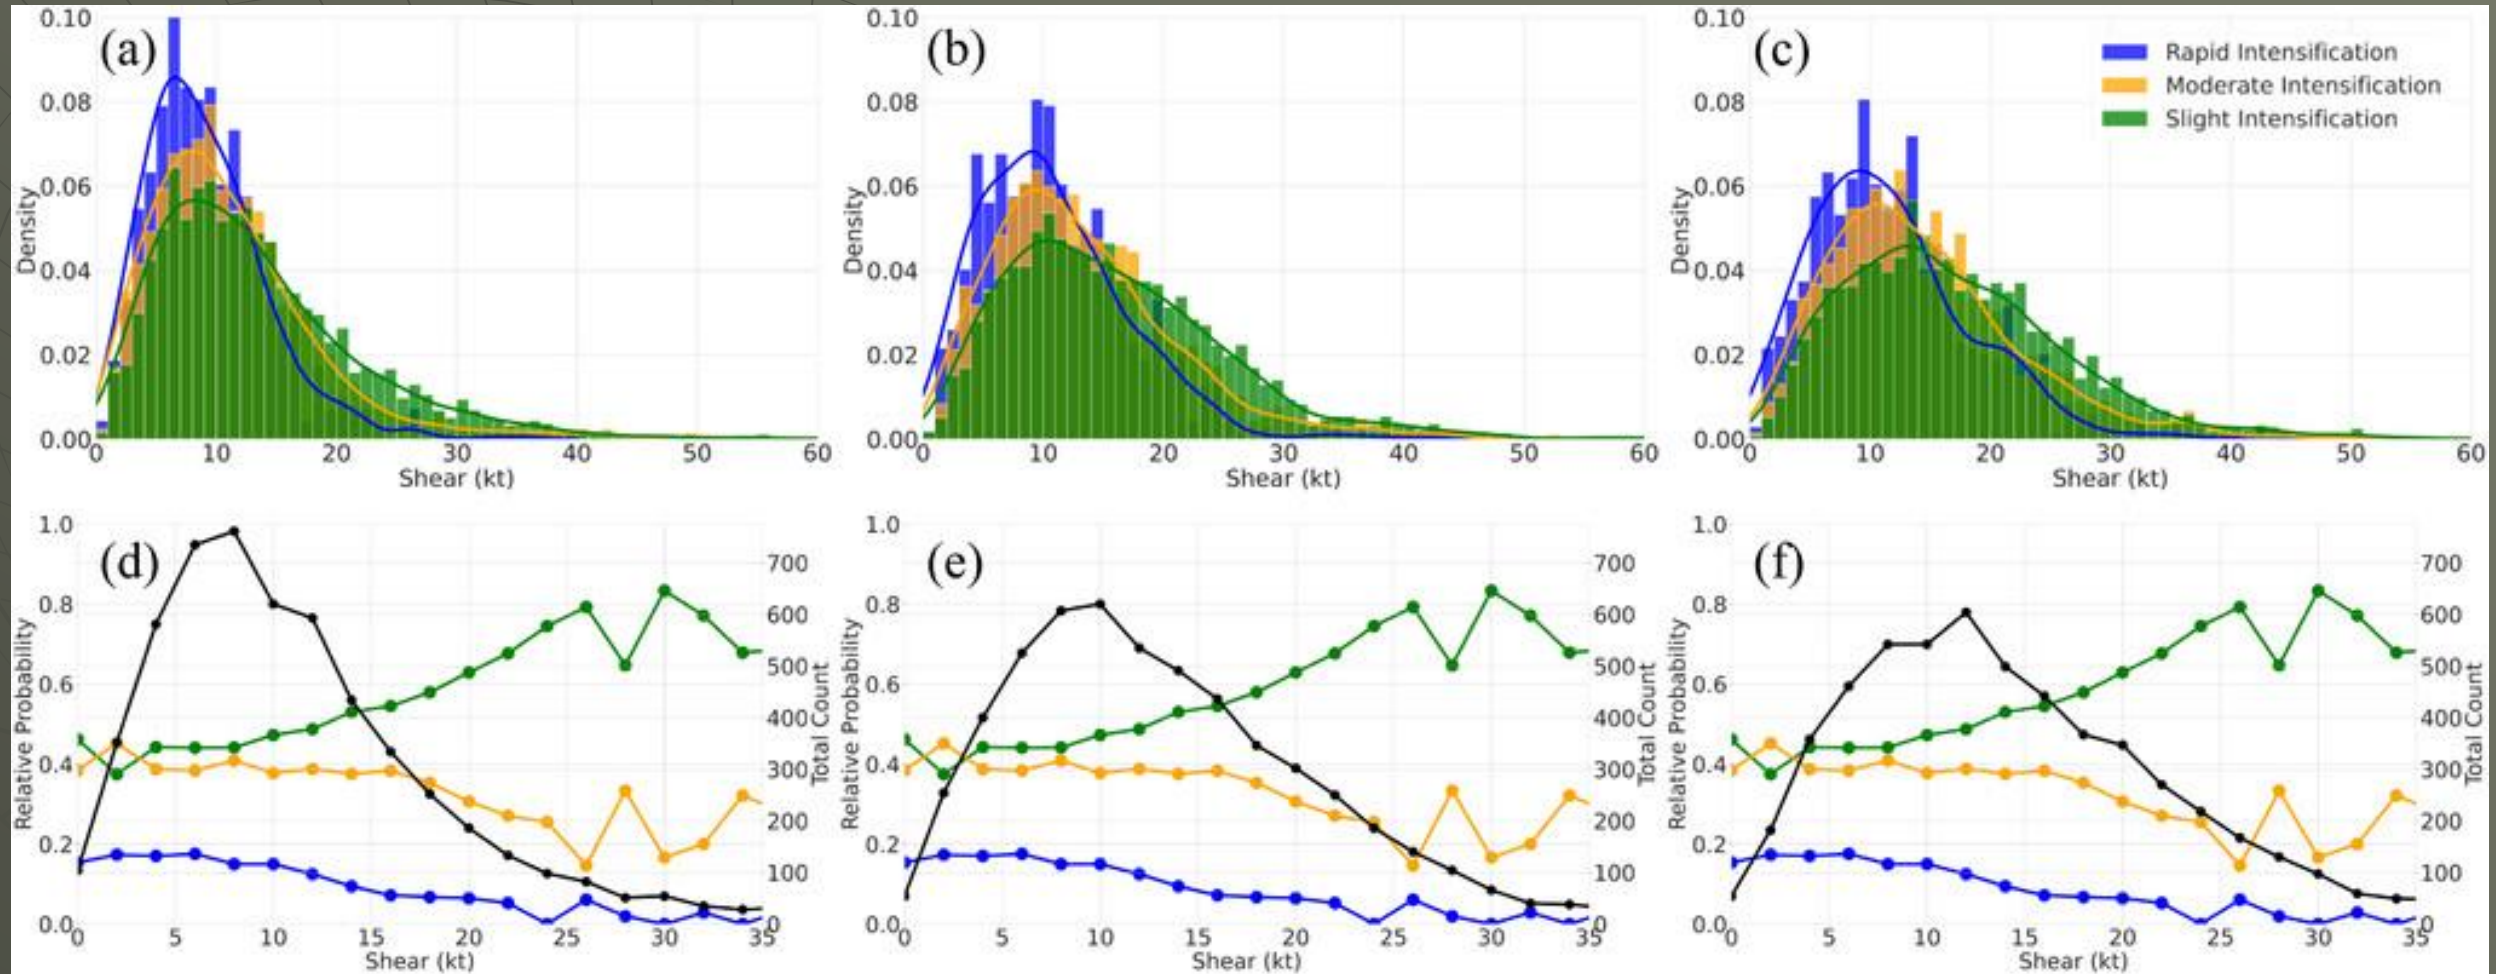 (a)
Density
0.10
0.08
0.06
0.04
0.02
0.00
0 10 20 30 40 50 60
Shear (kt)
(b)
Density
0.10
0.08
0.06
0.04
0.02
0.00
0 10 20 30 40 50 60
Shear (kt)
(c)
Rapid Intensification
Moderate Intensification
Slight Intensification
Density
0.10
0.08
0.06
0.04
0.02
0.00
0 10 20 30 40 50 60
Shear (kt)
(d)
Relative Probability
1.0
0.8
0.6
0.4
0.2
0.0
700
600
500
400
300
200
100
0
Total Count
0 5 10 15 20 25 30 35
Shear (kt)
(e)
Relative Probability
1.0
0.8
0.6
0.4
0.2
0.0
700
600
500
400
300
200
100
0
Total Count
0 5 10 15 20 25 30 35
Shear (kt)
(f)
Relative Probability
1.0
0.8
0.6
0.4
0.2
0.0
700
600
500
400
300
200
100
0
Total Count
0 5 10 15 20 25 30 35
Shear (kt)